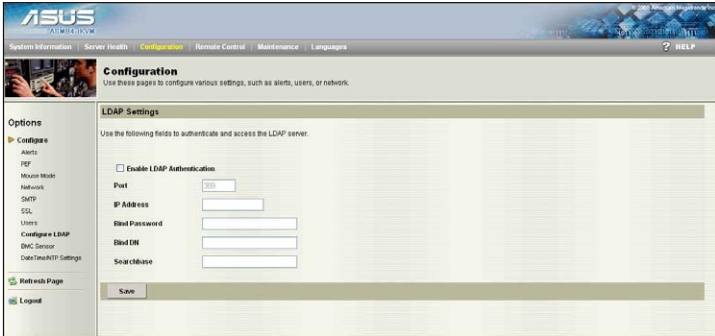 ASUS
ASMB4-iKVM
© 2008 American Megatrends Inc.
System Information
Server Health
Configuration
Remote Control
Maintenance
Languages
? HELP
Configuration
Use these pages to configure various settings, such as alerts, users, or network.
Options
Configure
Alerts
PEF
Mouse Mode
Network
SMTP
SSL
Users
Configure LDAP
BMC Sensor
DateTime/NTP Settings
Refresh Page
Logout
LDAP Settings
Use the following fields to authenticate and access the LDAP server.
Enable LDAP Authentication
Port
389
IP Address
Bind Password
Bind DN
Searchbase
Save